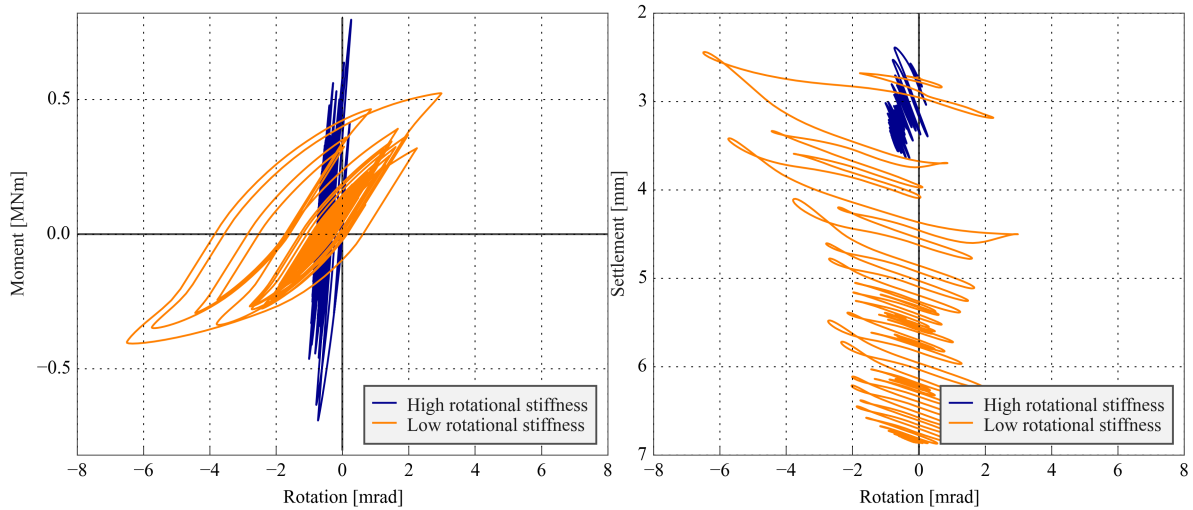 0.5
0.0
−0.5
Moment [MNm]
High rotational stiffness
Low rotational stiffness
−8 −6 −4 −2 0 2 4 6 8
Rotation [mrad]
2
3
4
5
6
7
Settlement [mm]
High rotational stiffness
Low rotational stiffness
−8 −6 −4 −2 0 2 4 6 8
Rotation [mrad]